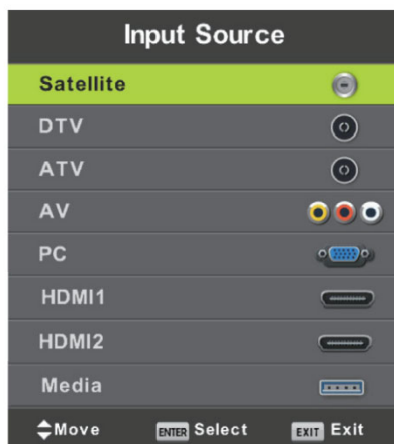 Input Source
Satellite
DTV
ATV
AV
PC
HDMI1
HDMI2
Media
Move ENTER Select EXIT Exit